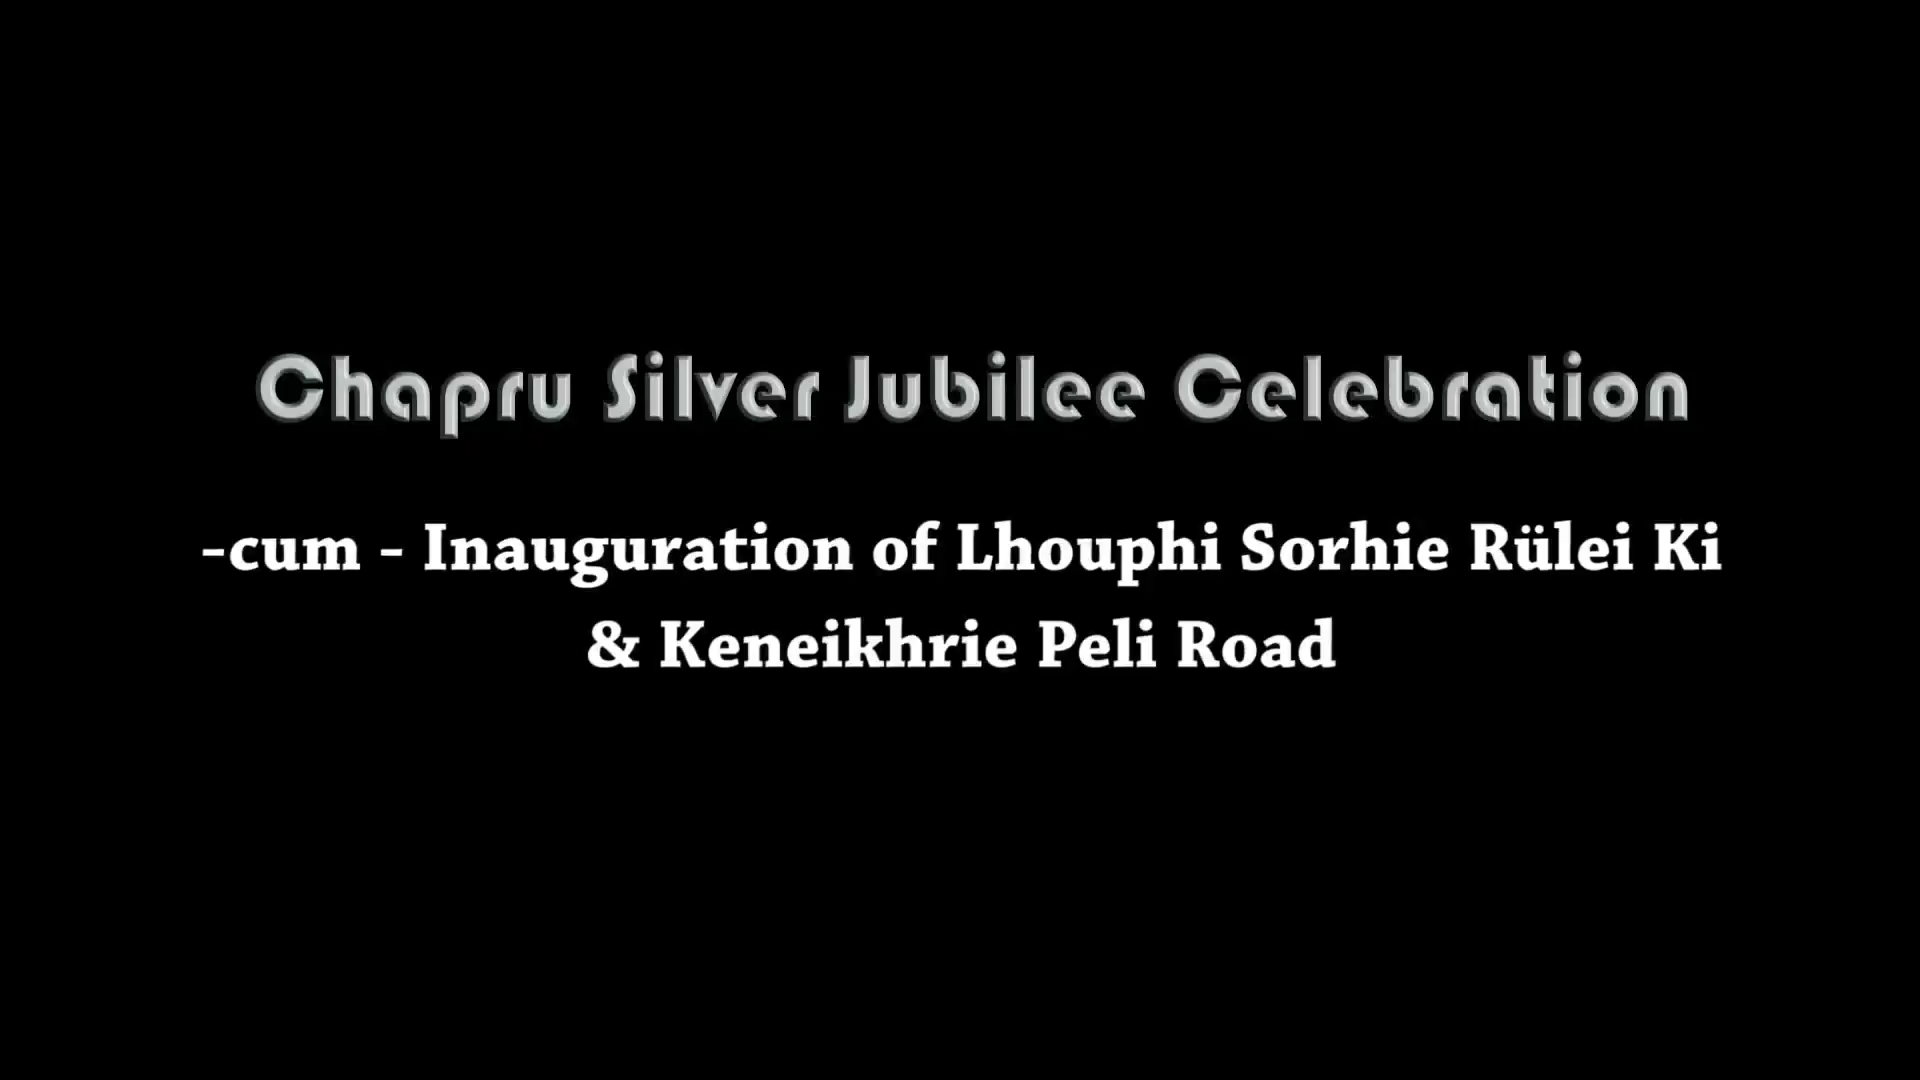 Chapru Silver Jubilee Celebration
-cum - Inauguration of Lhouphi Sorhie Rülei Ki
& Keneikhrie Peli Road